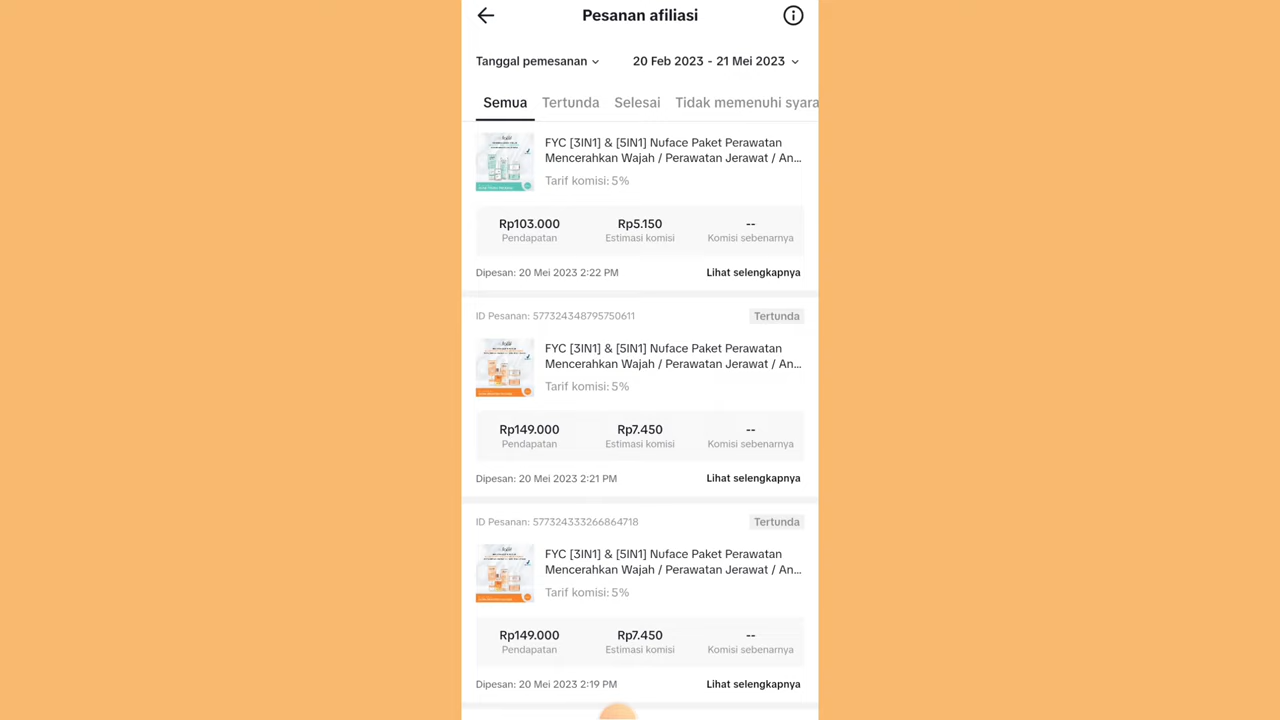 Pesanan afiliasi
Tanggal pemesanan
20 Feb 2023 - 21 Mei 2023
Semua
Tertunda
Selesai
Tidak memenuhi syara
FYC [3IN1] & [5IN1] Nuface Paket Perawatan
Mencerahkan Wajah / Perawatan Jerawat / An...
Tarif komisi: 5%
Rp103.000
Rp5.150
--
Pendapatan
Estimasi komisi
Komisi sebenarnya
Dipesan: 20 Mei 2023 2:22 PM
Lihat selengkapnya
ID Pesanan: 577324348795750611
Tertunda
FYC [3IN1] & [5IN1] Nuface Paket Perawatan
Mencerahkan Wajah / Perawatan Jerawat / An...
Tarif komisi: 5%
Rp149.000
Rp7.450
--
Pendapatan
Estimasi komisi
Komisi sebenarnya
Dipesan: 20 Mei 2023 2:21 PM
Lihat selengkapnya
ID Pesanan: 577324333266864718
Tertunda
FYC [3IN1] & [5IN1] Nuface Paket Perawatan
Mencerahkan Wajah / Perawatan Jerawat / An...
Tarif komisi: 5%
Rp149.000
Rp7.450
--
Pendapatan
Estimasi komisi
Komisi sebenarnya
Dipesan: 20 Mei 2023 2:19 PM
Lihat selengkapnya